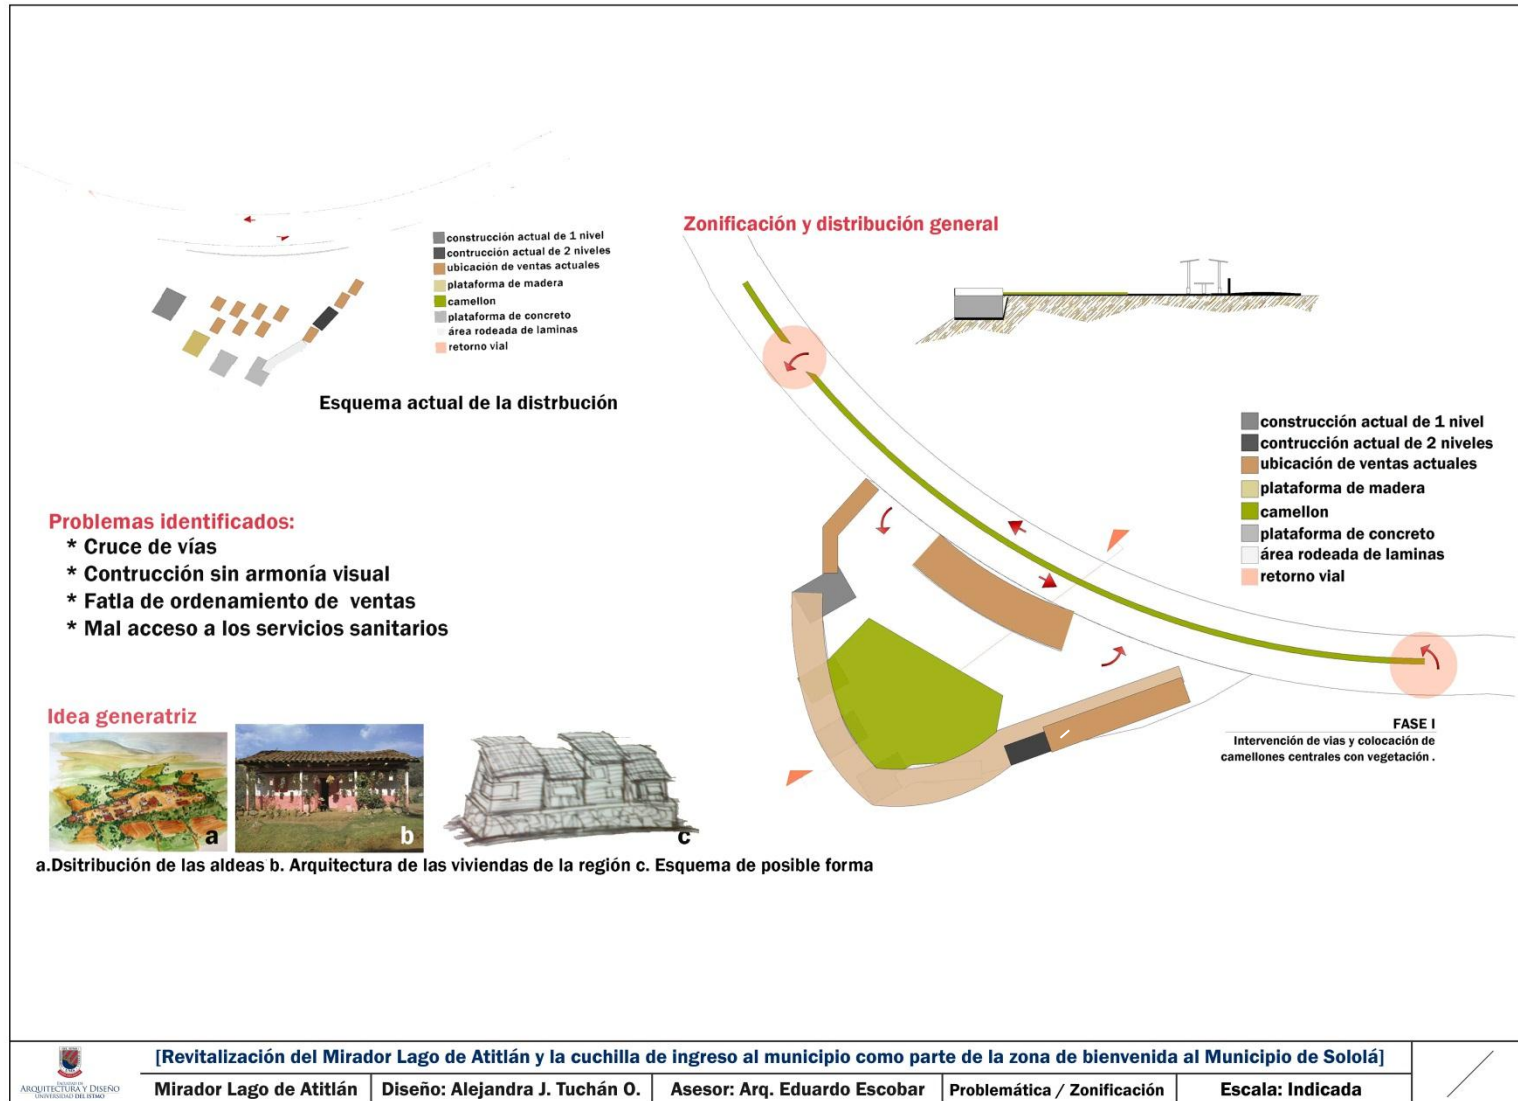 construcción actual de 1 nivel
contrucción actual de 2 niveles
ubicación de ventas actuales
plataforma de madera
camellon
plataforma de concreto
área rodeada de laminas
retorno vial
Esquema actual de la distrbución
Problemas identificados:
* Cruce de vías
* Contrucción sin armonía visual
* Fatla de ordenamiento de ventas
* Mal acceso a los servicios sanitarios
Idea generatriz
a
b
c
a.Dsitribución de las aldeas b. Arquitectura de las viviendas de la región c. Esquema de posible forma
Zonificación y distribución general
construcción actual de 1 nivel
contrucción actual de 2 niveles
ubicación de ventas actuales
plataforma de madera
camellon
plataforma de concreto
área rodeada de laminas
retorno vial
FASE I
Intervención de vias y colocación de
camellones centrales con vegetación .
FACULTAD DE
ARQUITECTURA Y DISEÑO
UNIVERSIDAD DEL ISTMO
[Revitalización del Mirador Lago de Atitlán y la cuchilla de ingreso al municipio como parte de la zona de bienvenida al Municipio de Sololá]
Mirador Lago de Atitlán
Diseño: Alejandra J. Tuchán O.
Asesor: Arq. Eduardo Escobar
Problemática / Zonificación
Escala: Indicada